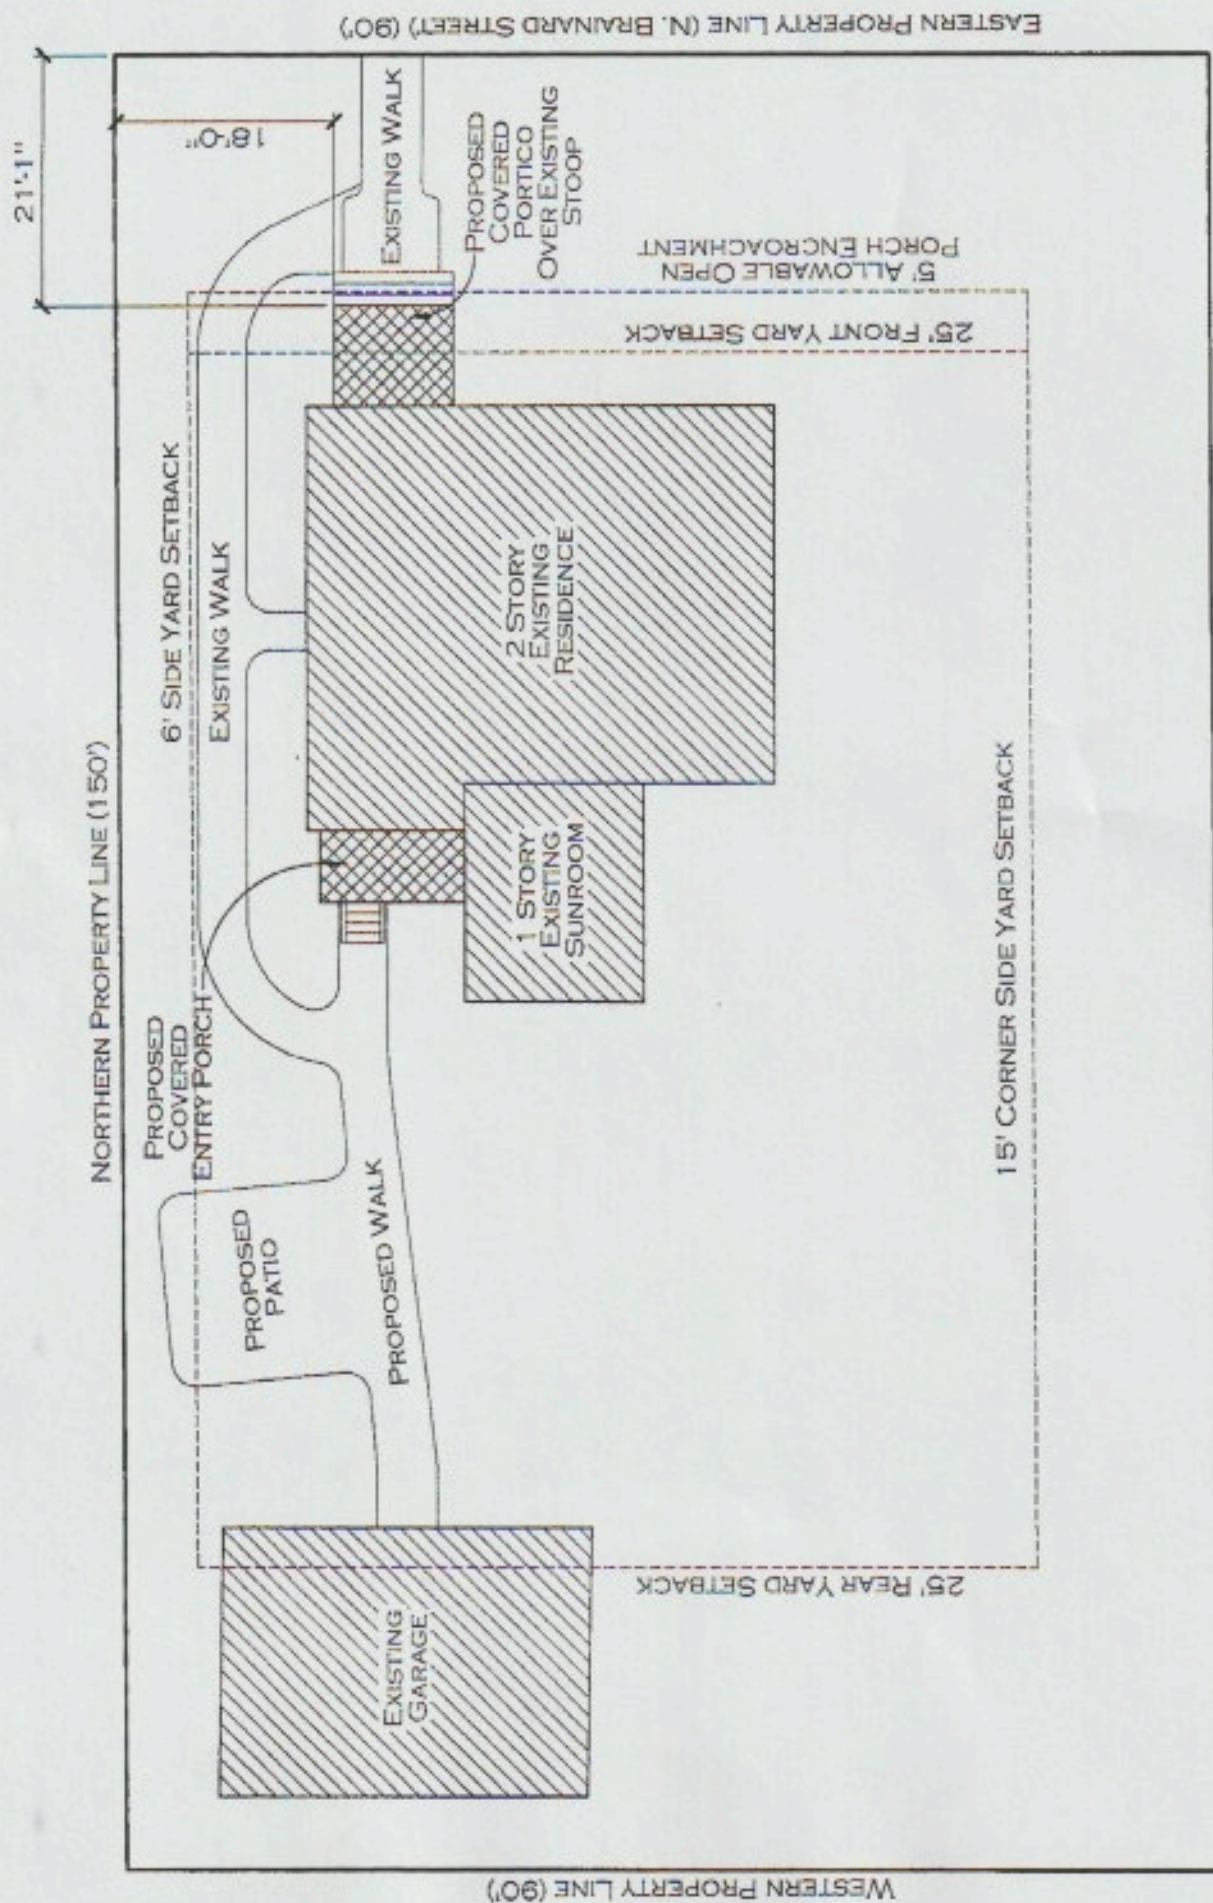 EASTERN PROPERTY LINE (N. BRAINARD STREET) (90')
21'-1"
18'-0"
EXISTING WALK
PROPOSED
COVERED
PORTICO
OVER EXISTING
STOOP
5' ALLOWABLE OPEN
PORCH ENCROACHMENT
25' FRONT YARD SETBACK
6' SIDE YARD SETBACK
EXISTING WALK
2 STORY
EXISTING
RESIDENCE
NORTHERN PROPERTY LINE (150')
1 STORY
EXISTING
SUNROOM
15' CORNER SIDE YARD SETBACK
PROPOSED
COVERED
ENTRY PORCH
PROPOSED
PATIO
PROPOSED WALK
25' REAR YARD SETBACK
EXISTING
GARAGE
WESTERN PROPERTY LINE (90')